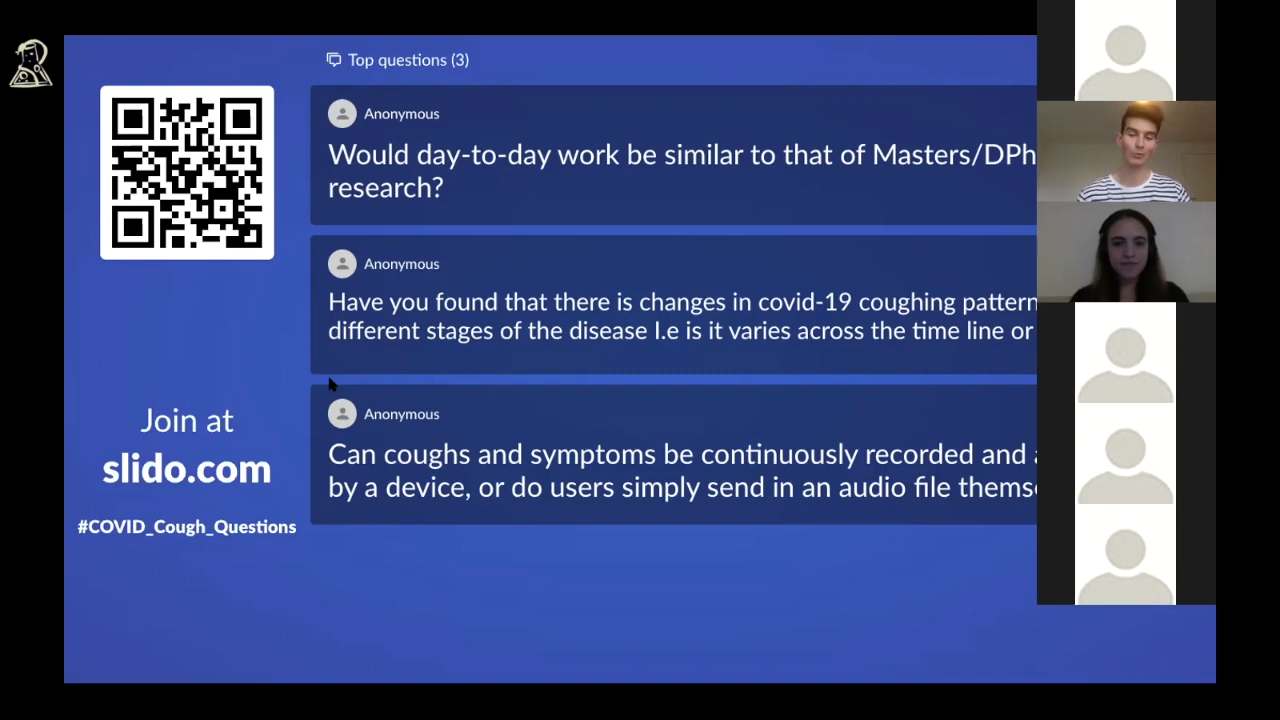 Top questions (3)
Anonymous
Would day-to-day work be similar to that of Masters/DPh
research?
Anonymous
Have you found that there is changes in covid-19 coughing pattern
different stages of the disease I.e is it varies across the time line or
Anonymous
Can coughs and symptoms be continuously recorded and
by a device, or do users simply send in an audio file themse
Join at
slido.com
#COVID_Cough_Questions